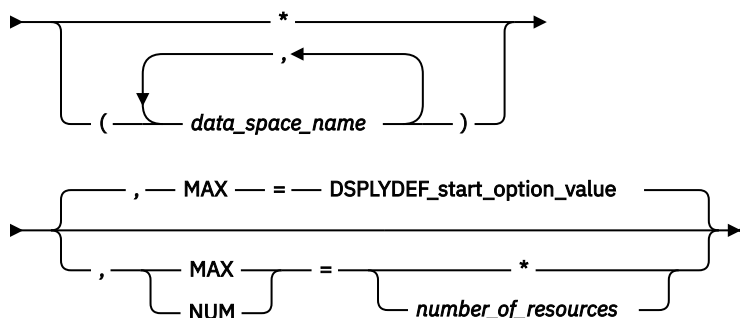 *
,
( data_space_name )
, MAX = DSPLYDEF_start_option_value
, MAX = *
NUM number_of_resources